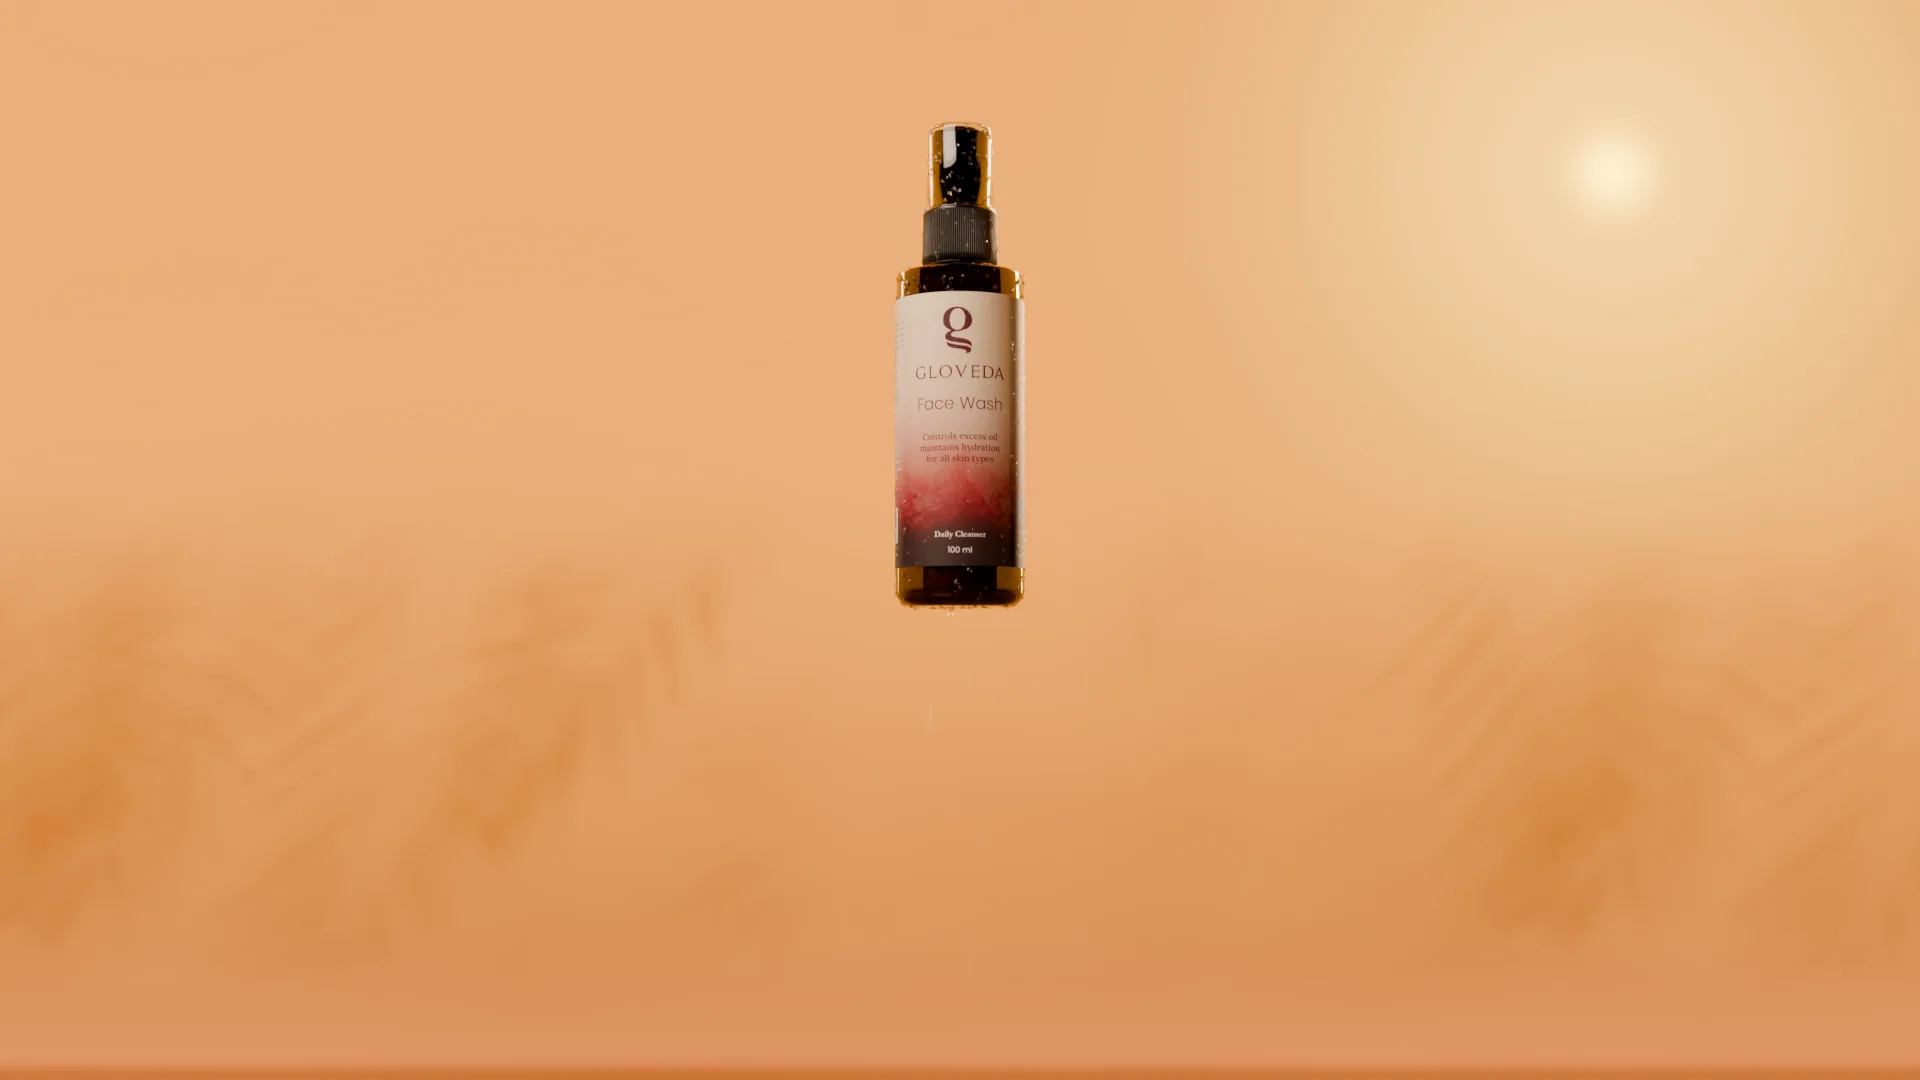 g
GLOVEDA
Face Wash
Controls excess oil
maintains hydration
for all skin types
Daily Cleanser
100 ml